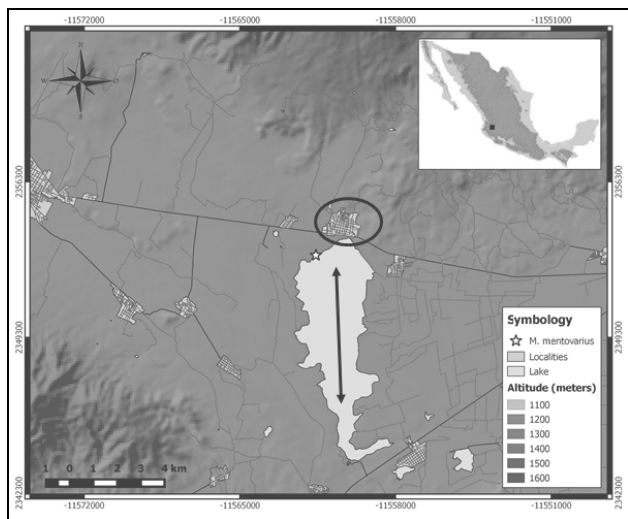 -11572000
-11565000
-11558000
-11551000
N
W
S
2356300
2356300
2349300
2349300
2342300
2342300
Symbology
M. mentovarius
Localities
Lake
Altitude (meters)
1100
1200
1300
1400
1500
1600
1 0 1 2 3 4 km
-11572000
-11565000
-11558000
-11551000